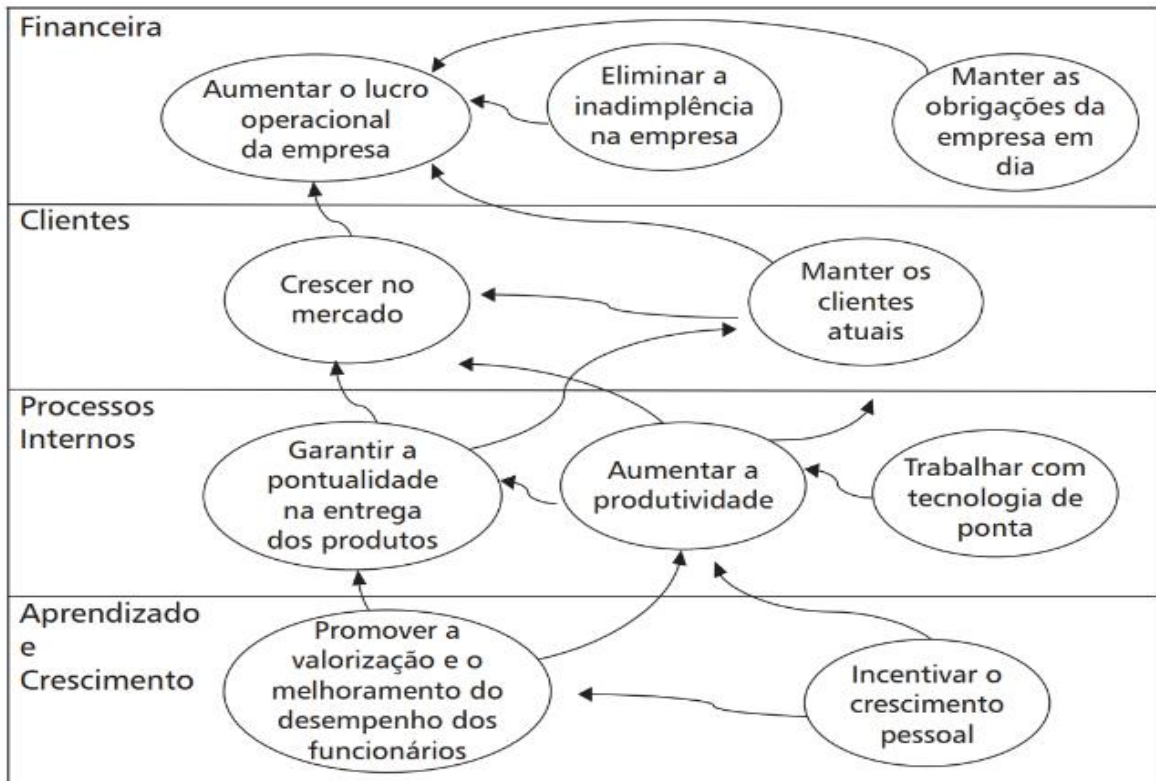 Financeira
Aumentar o lucro
operacional
da empresa
Eliminar a
inadimplência
na empresa
Manter as
obrigações da
empresa em
dia
Clientes
Crescer no
mercado
Manter os
clientes
atuais
Processos
Internos
Garantir a
pontualidade
na entrega
dos produtos
Aumentar a
produtividade
Trabalhar com
tecnologia de
ponta
Aprendizado
e
Crescimento
Promover a
valorização e o
melhoramento do
desempenho dos
funcionários
Incentivar o
crescimento
pessoal